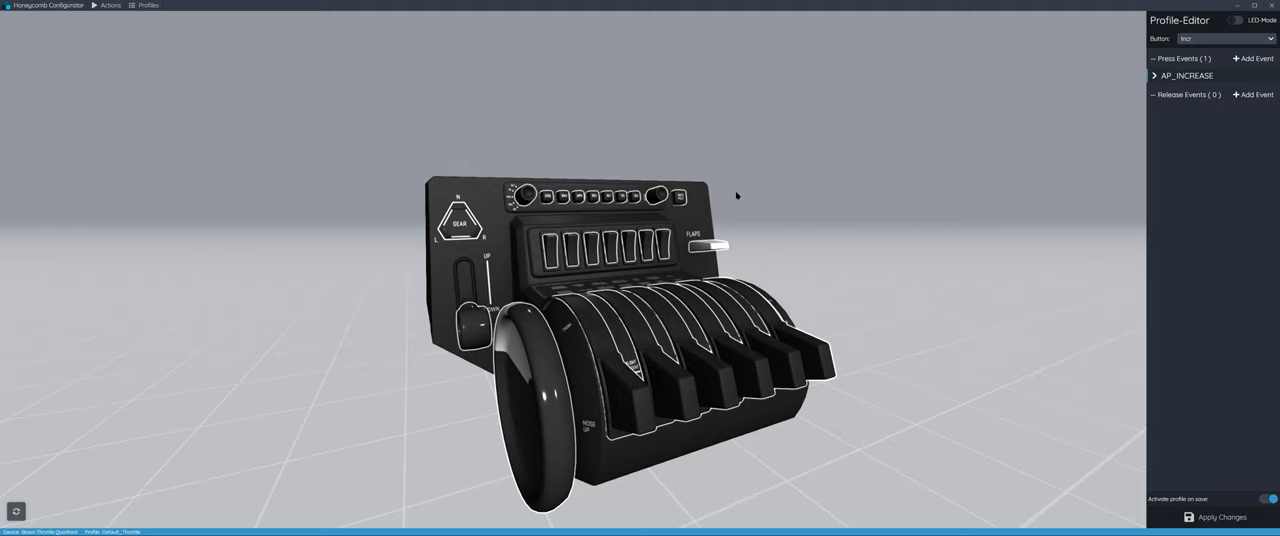 Honeycomb Configurator
Actions
Profiles
Profile-Editor
LED-Mode
Button:
Incr
Press Events ( 1 )
+ Add Event
AP_INCREASE
Release Events ( 0 )
+ Add Event
N
GEAR
L
R
UP
DOWN
FLAPS
NOSE
UP
Activate profile on save:
Apply Changes
Device: Bravo Throttle Quadrant
Profile: Default_Throttle